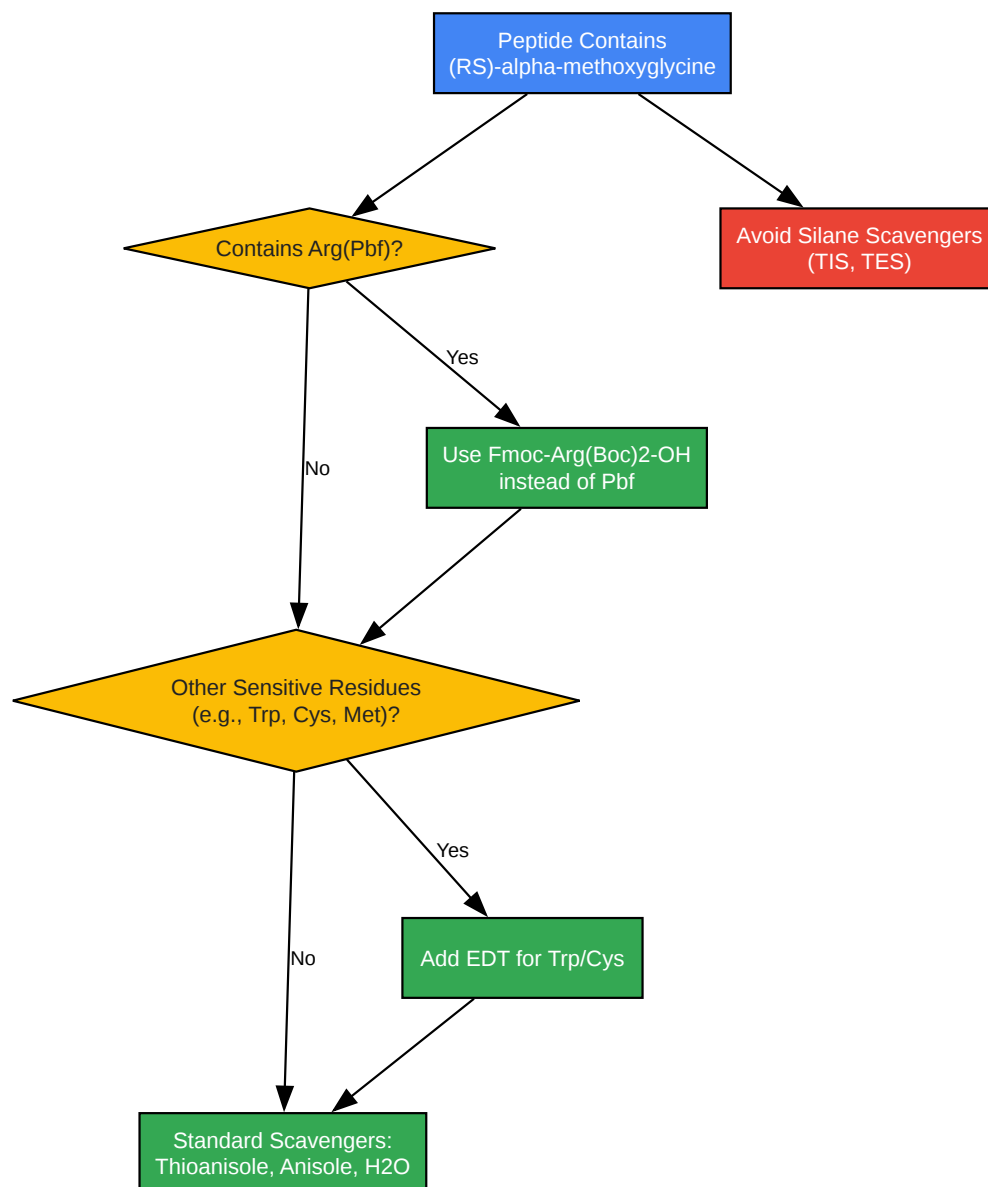 Peptide Contains
(RS)-alpha-methoxyglycine
Contains Arg(Pbf)?
Avoid Silane Scavengers
(TIS, TES)
Yes
Use Fmoc-Arg(Boc)2-OH
instead of Pbf
No
Other Sensitive Residues
(e.g., Trp, Cys, Met)?
Yes
Add EDT for Trp/Cys
No
Standard Scavengers:
Thioanisole, Anisole, H2O